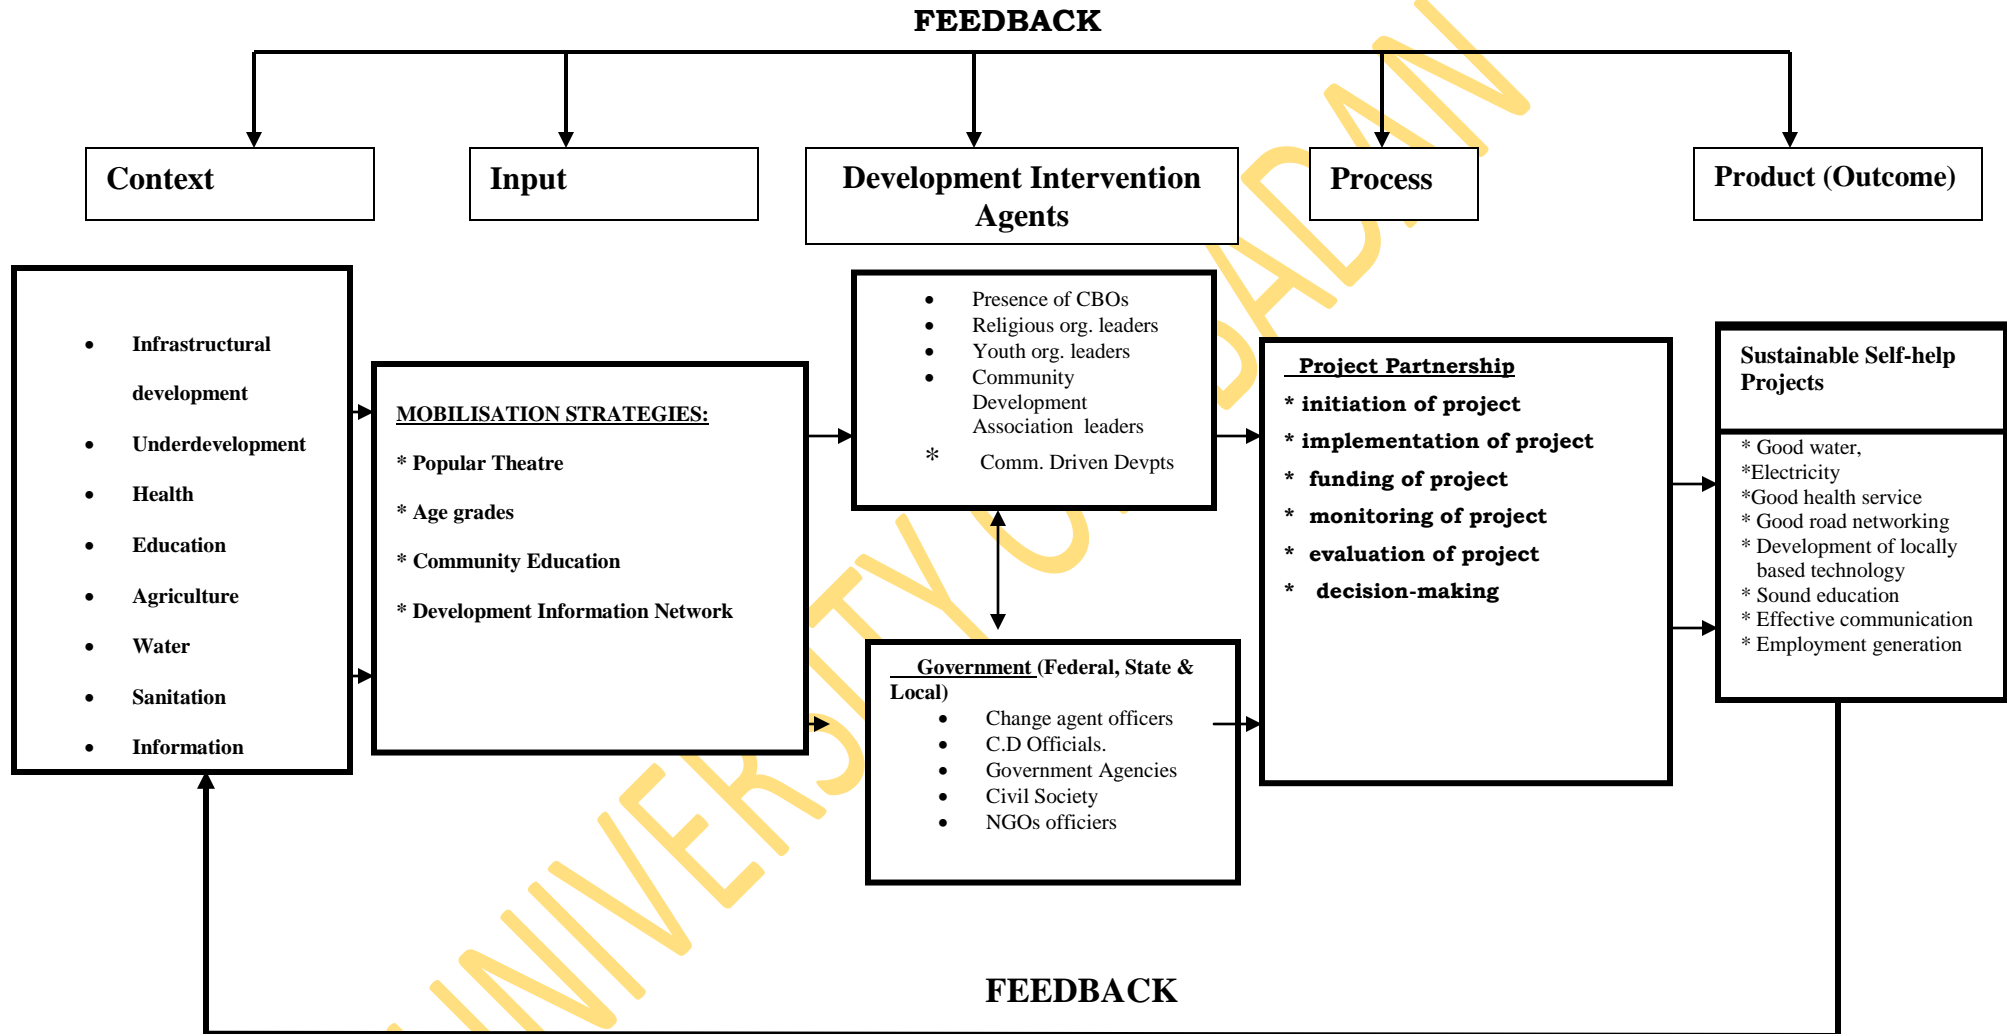 FEEDBACK
Context
Input
Development Intervention
Agents
Process
Product (Outcome)
• Infrastructural
development
• Underdevelopment
• Health
• Education
• Agriculture
• Water
• Sanitation
• Information
MOBILISATION STRATEGIES:
* Popular Theatre
* Age grades
* Community Education
* Development Information Network
• Presence of CBOs
• Religious org. leaders
• Youth org. leaders
• Community
Development
Association leaders
* Comm. Driven Devpts
Government (Federal, State &
Local)
• Change agent officers
• C.D Officials.
• Government Agencies
• Civil Society
• NGOs officiers
Project Partnership
* initiation of project
* implementation of project
* funding of project
* monitoring of project
* evaluation of project
* decision-making
Sustainable Self-help
Projects
* Good water,
*Electricity
*Good health service
* Good road networking
* Development of locally
based technology
* Sound education
* Effective communication
* Employment generation
FEEDBACK
UNIVERSITY